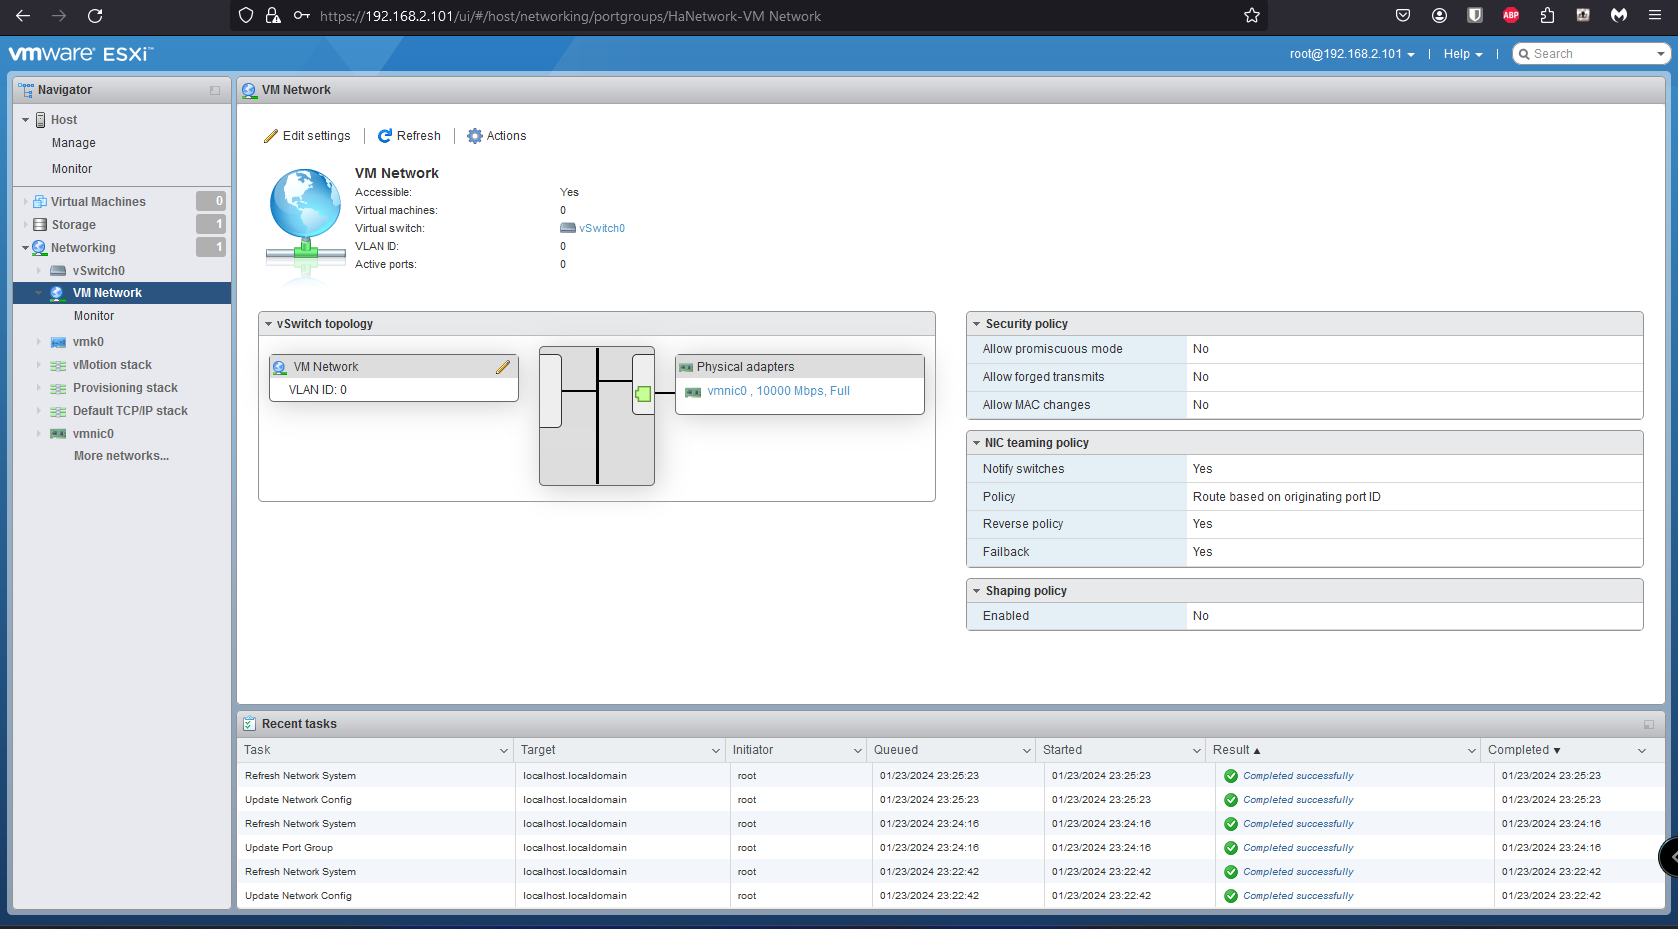 https://192.168.2.101/ui/#/host/networking/portgroups/HaNetwork-VM Network
ABP
vmware ESXi™
root@192.168.2.101 | Help | Search
Navigator
Host
Manage
Monitor
Virtual Machines 0
Storage 1
Networking 1
vSwitch0
VM Network
Monitor
vmk0
vMotion stack
Provisioning stack
Default TCP/IP stack
vmnic0
More networks...
VM Network
Edit settings | Refresh | Actions
VM Network
Accessible: Yes
Virtual machines: 0
Virtual switch: vSwitch0
VLAN ID: 0
Active ports: 0
vSwitch topology
VM Network
VLAN ID: 0
Physical adapters
vmnic0 , 10000 Mbps, Full
Security policy
Allow promiscuous mode No
Allow forged transmits No
Allow MAC changes No
NIC teaming policy
Notify switches Yes
Policy Route based on originating port ID
Reverse policy Yes
Failback Yes
Shaping policy
Enabled No
Recent tasks
Task Target Initiator Queued Started Result ▲ Completed ▼
Refresh Network System localhost.localdomain root 01/23/2024 23:25:23 01/23/2024 23:25:23 Completed successfully 01/23/2024 23:25:23
Update Network Config localhost.localdomain root 01/23/2024 23:25:23 01/23/2024 23:25:23 Completed successfully 01/23/2024 23:25:23
Refresh Network System localhost.localdomain root 01/23/2024 23:24:16 01/23/2024 23:24:16 Completed successfully 01/23/2024 23:24:16
Update Port Group localhost.localdomain root 01/23/2024 23:24:16 01/23/2024 23:24:16 Completed successfully 01/23/2024 23:24:16
Refresh Network System localhost.localdomain root 01/23/2024 23:22:42 01/23/2024 23:22:42 Completed successfully 01/23/2024 23:22:42
Update Network Config localhost.localdomain root 01/23/2024 23:22:42 01/23/2024 23:22:42 Completed successfully 01/23/2024 23:22:42